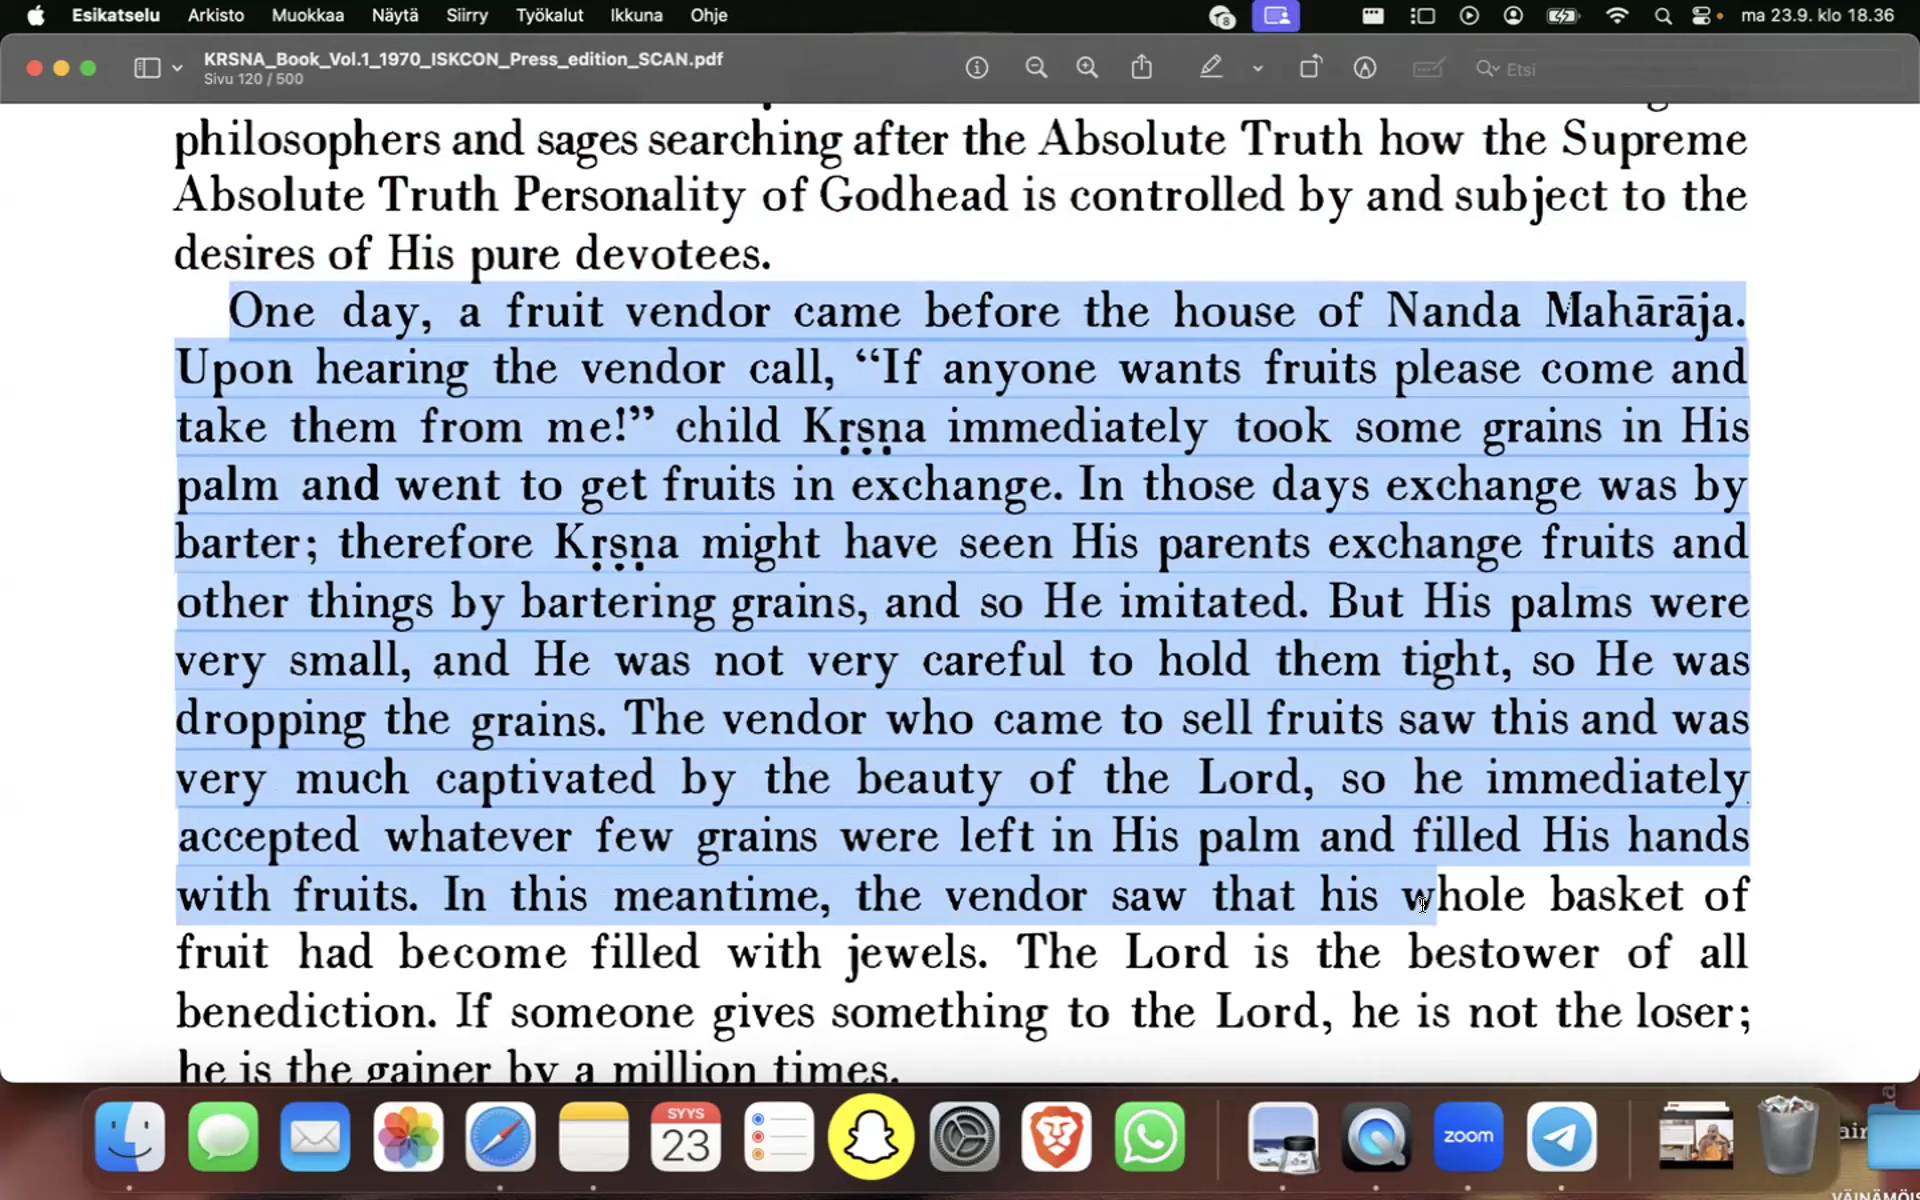 Esikatselu Arkisto Muokkaa Näytä Siirry Työkalut Ikkuna Ohje 8 ma 23.9. klo 18.36
KRSNA_Book_Vol.1_1970_ISKCON_Press_edition_SCAN.pdf
Sivu 120 / 500
Etsi
philosophers and sages searching after the Absolute Truth how the Supreme
Absolute Truth Personality of Godhead is controlled by and subject to the
desires of His pure devotees.
One day, a fruit vendor came before the house of Nanda Mahārāja.
Upon hearing the vendor call, “If anyone wants fruits please come and
take them from me!” child Kṛṣṇa immediately took some grains in His
palm and went to get fruits in exchange. In those days exchange was by
barter; therefore Kṛṣṇa might have seen His parents exchange fruits and
other things by bartering grains, and so He imitated. But His palms were
very small, and He was not very careful to hold them tight, so He was
dropping the grains. The vendor who came to sell fruits saw this and was
very much captivated by the beauty of the Lord, so he immediately
accepted whatever few grains were left in His palm and filled His hands
with fruits. In this meantime, the vendor saw that his whole basket of
fruit had become filled with jewels. The Lord is the bestower of all
benediction. If someone gives something to the Lord, he is not the loser;
he is the gainer by a million times.
SYYS
23
zoom